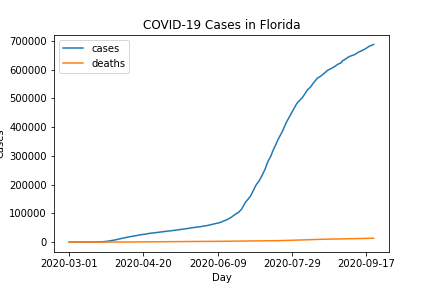 COVID-19 Cases in Florida
cases
deaths
700000
600000
500000
400000
300000
200000
100000
0
cases
2020-03-01 2020-04-20 2020-06-09 2020-07-29 2020-09-17
Day